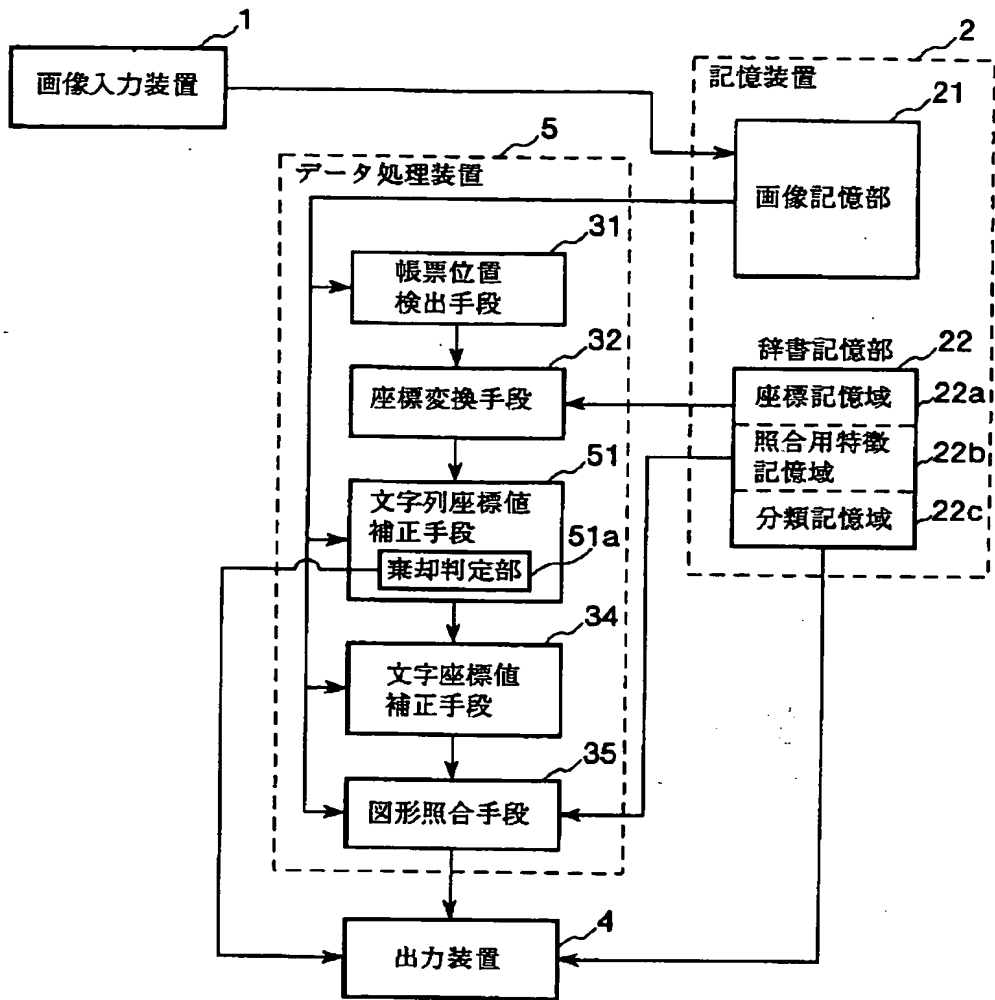 1
画像入力装置
2
記憶装置
21
画像記憶部
5
データ処理装置
31
帳票位置
検出手段
32
座標変換手段
辞書記憶部
22
座標記憶域
22a
照合用特徴
記憶域
22b
分類記憶域
22c
51
文字列座標値
補正手段
51a
棄却判定部
34
文字座標値
補正手段
35
図形照合手段
4
出力装置